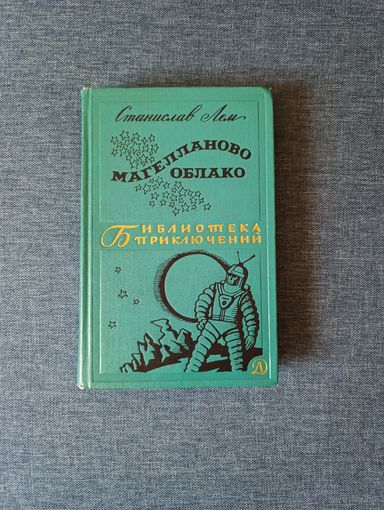 Станислав Лем
МАГЕЛЛАНОВО
ОБЛАКО
БИБЛИОТЕКА
ПРИКЛЮЧЕНИЙ
Д